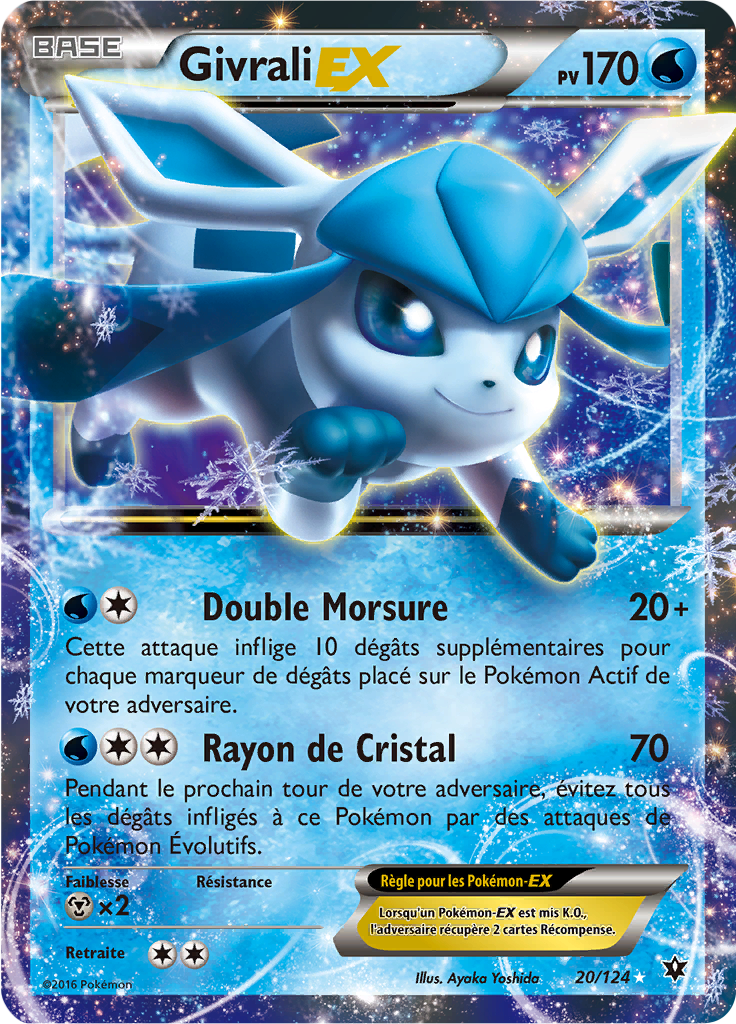 BASE
Givrali EX
PV 170
Double Morsure 20+
Cette attaque inflige 10 dégâts supplémentaires pour
chaque marqueur de dégâts placé sur le Pokémon Actif de
votre adversaire.
Rayon de Cristal 70
Pendant le prochain tour de votre adversaire, évitez tous
les dégâts infligés à ce Pokémon par des attaques de
Pokémon Évolutifs.
Faiblesse Résistance
×2
Retraite
Règle pour les Pokémon-EX
Lorsqu'un Pokémon-EX est mis K.O.,
l'adversaire récupère 2 cartes Récompense.
©2016 Pokémon
Illus. Ayaka Yoshida
20/124